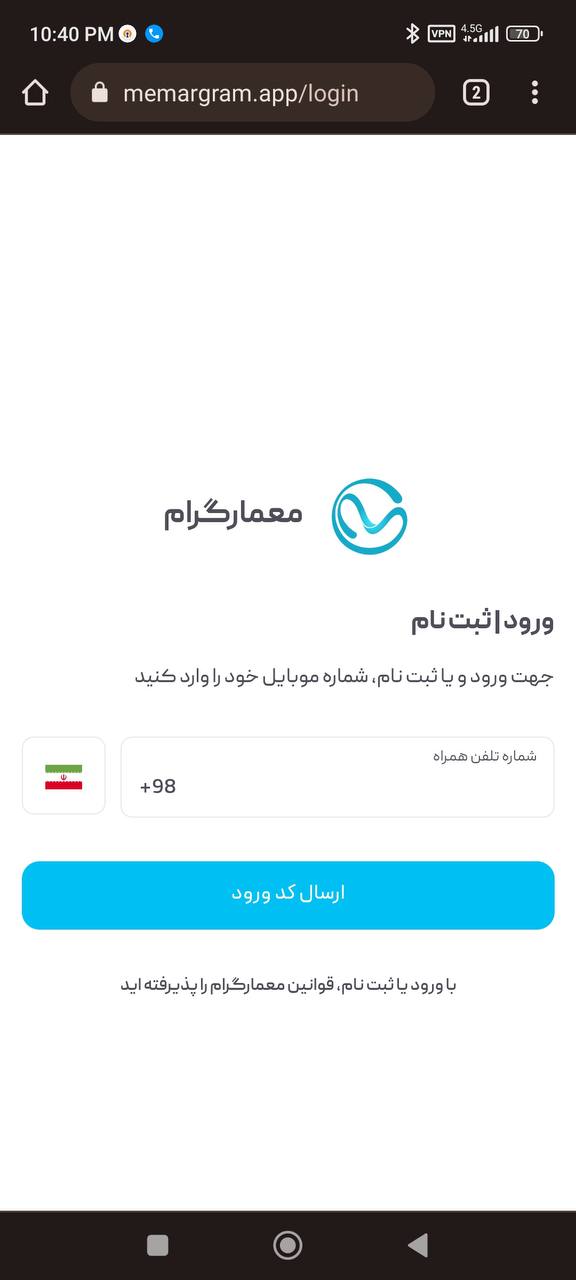 10:40 PM
VPN 4.5G 70
memargram.app/login
2
معمارگرام
ورود|ثبت نام
جهت ورود و یا ثبت نام، شماره موبایل خود را وارد کنید
شماره تلفن همراه
+98
ارسال کد ورود
با ورود یا ثبت نام، قوانین معمارگرام را پذیرفته اید